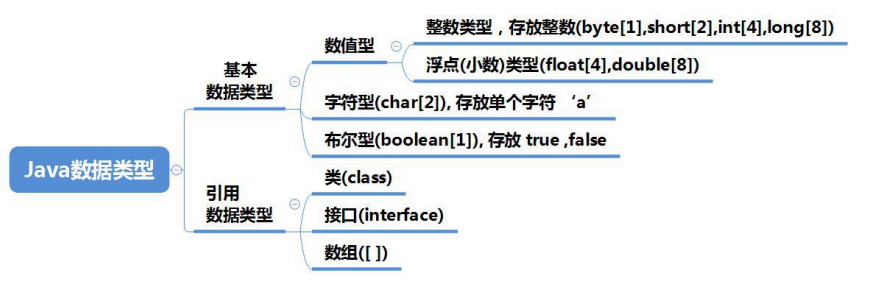 Java数据类型
基本
数据类型
数值型
整数类型，存放整数(byte[1],short[2],int[4],long[8])
浮点(小数)类型(float[4],double[8])
字符型(char[2]), 存放单个字符 ‘a’
布尔型(boolean[1]), 存放 true ,false
引用
数据类型
类(class)
接口(interface)
数组([ ])